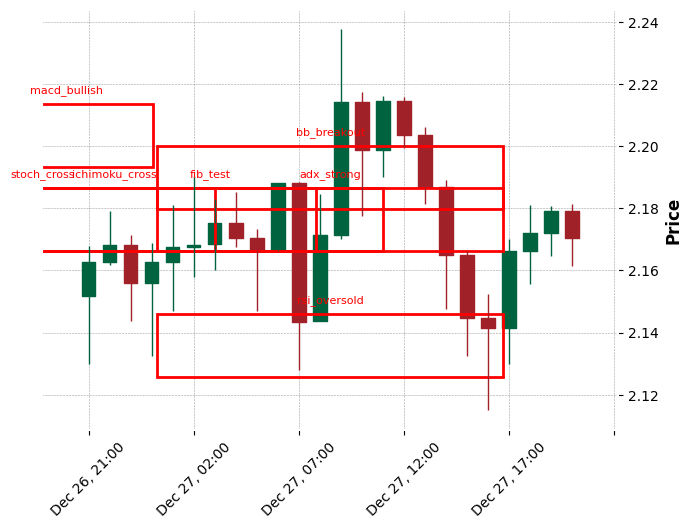 2.24
2.22
macd_bullish
2.20
bb_breakout
stoch_cross
ichimoku_cross
fib_test
adx_strong
2.18
Price
2.16
2.14
2.12
Dec 26, 21:00
Dec 27, 02:00
Dec 27, 07:00
Dec 27, 12:00
Dec 27, 17:00